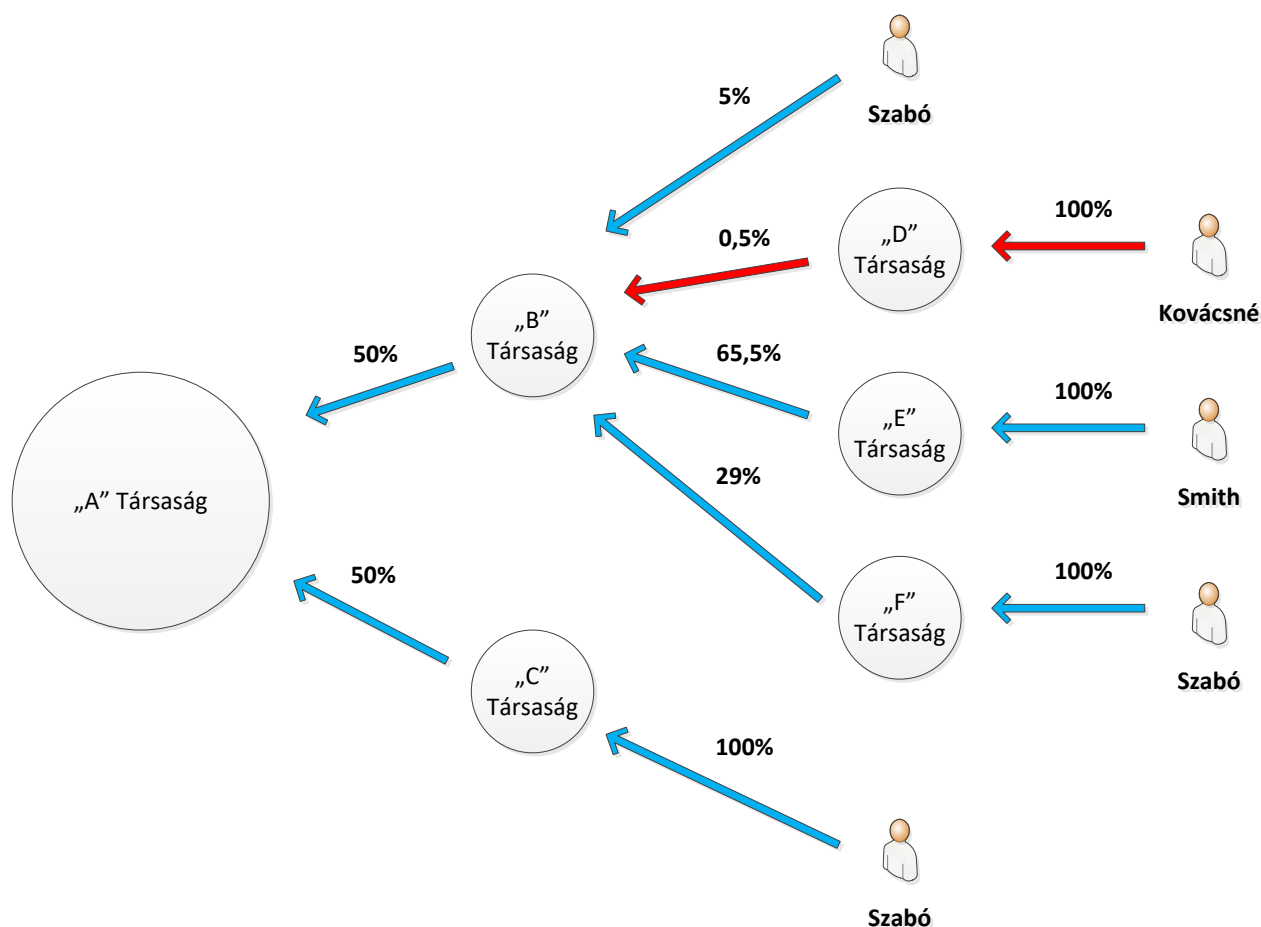 5%
Szabó
100%
„D”
Társaság
0,5%
Kovácsné
„B”
Társaság
50%
65,5%
100%
„E”
Társaság
29%
Smith
„A” Társaság
50%
100%
„F”
Társaság
„C”
Társaság
Szabó
100%
Szabó